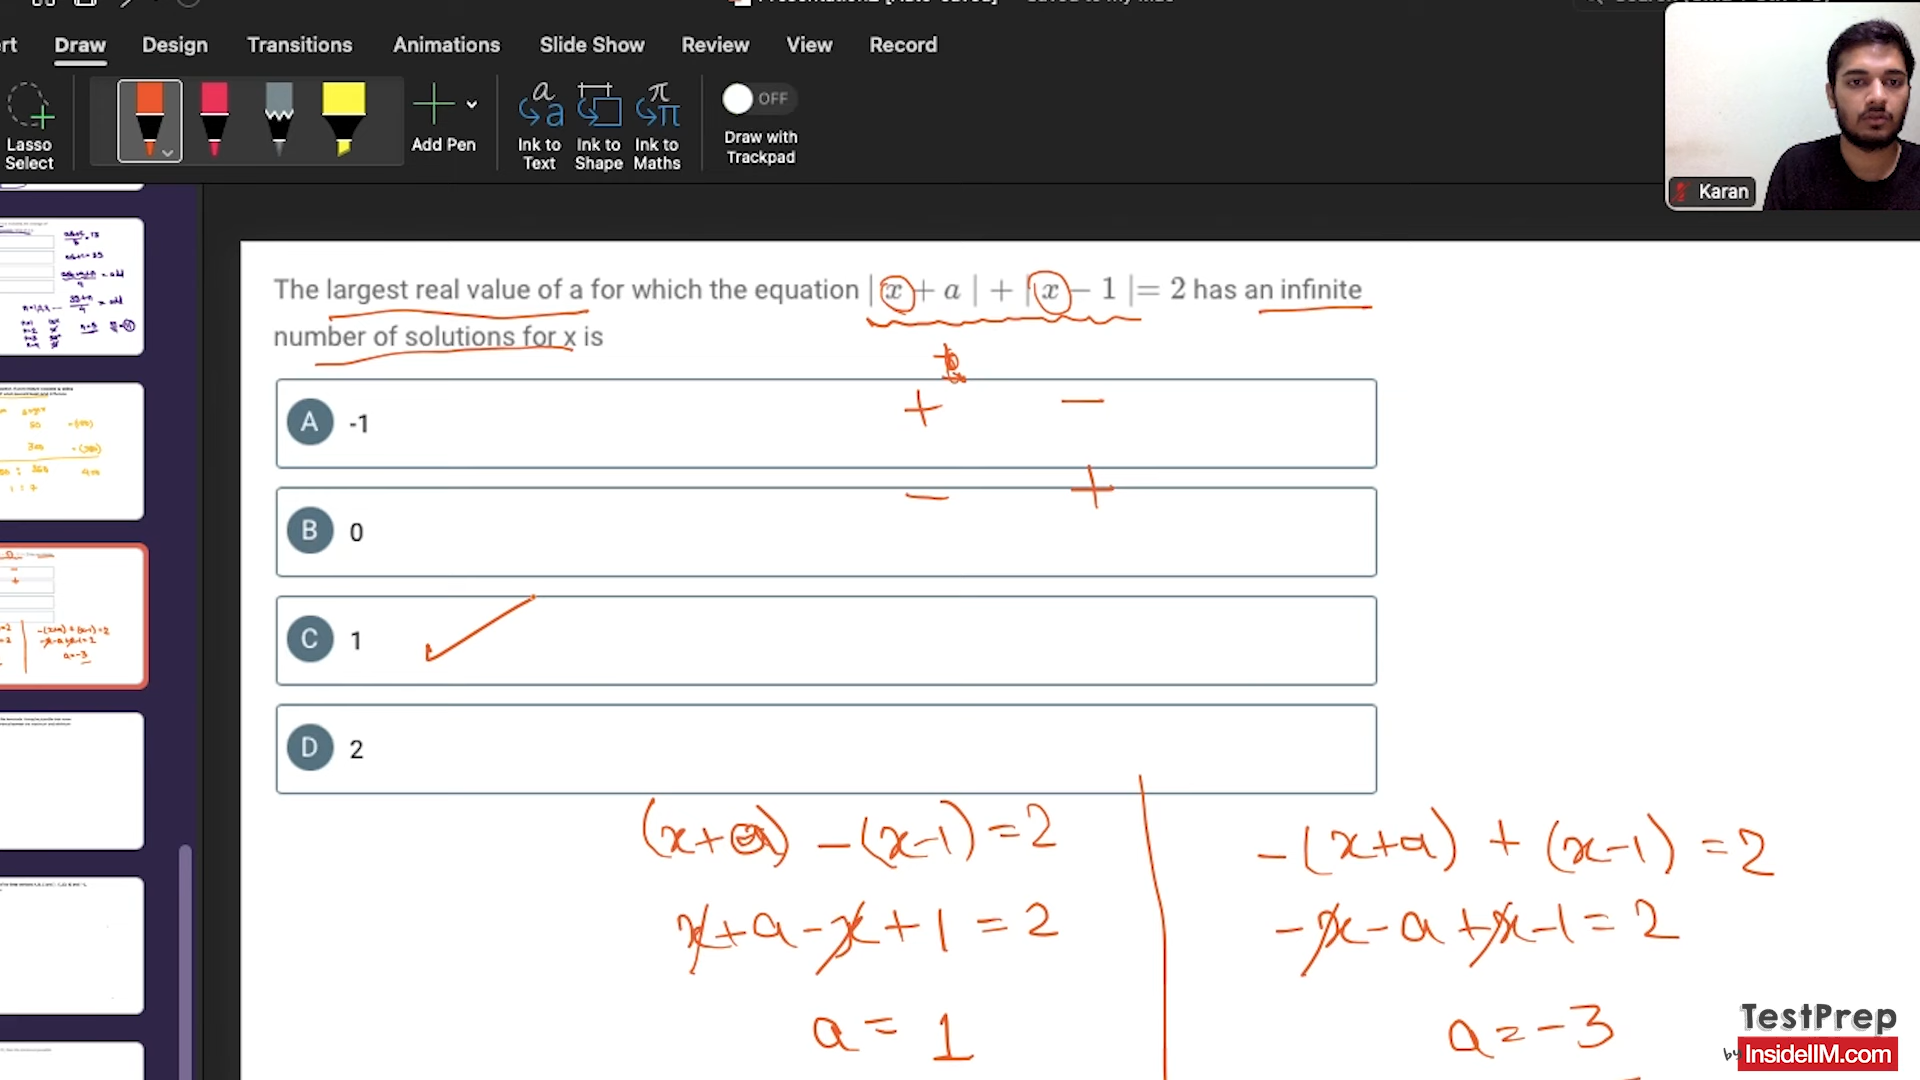 Draw Design Transitions Animations Slide Show Review View Record
OFF
Lasso
Select
Add Pen
Ink to
Text
Ink to
Shape
Ink to
Maths
Draw with
Trackpad
Karan
The largest real value of a for which the equation | x + a | + | x − 1 |= 2 has an infinite
number of solutions for x is
+ −
A -1
− +
B 0
C 1
D 2
(x+a) −(x−1) =2
x+a−x+1 =2
a= 1
−(x+a) + (x−1) =2
−x−a+x−1=2
a=−3
TestPrep
by InsideIIM.com